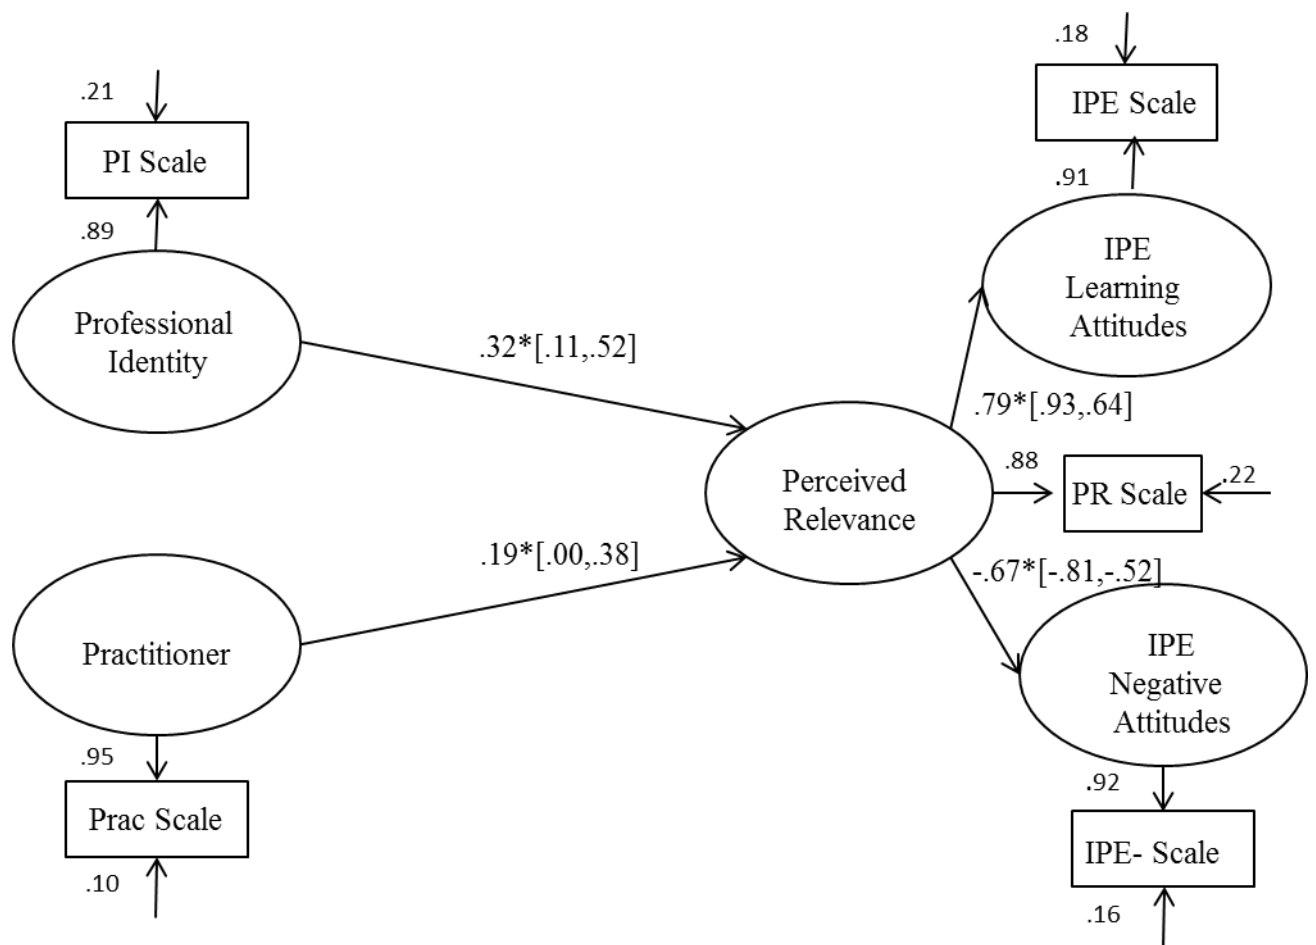 .21
PI Scale
.89
Professional
Identity
.32*[.11,.52]
.19*[.00,.38]
Practitioner
.95
Prac Scale
.10
Perceived
Relevance
.18
IPE Scale
.91
IPE
Learning
Attitudes
.79*[.93,.64]
.88
PR Scale
.22
-.67*[-.81,-.52]
IPE
Negative
Attitudes
.92
IPE- Scale
.16